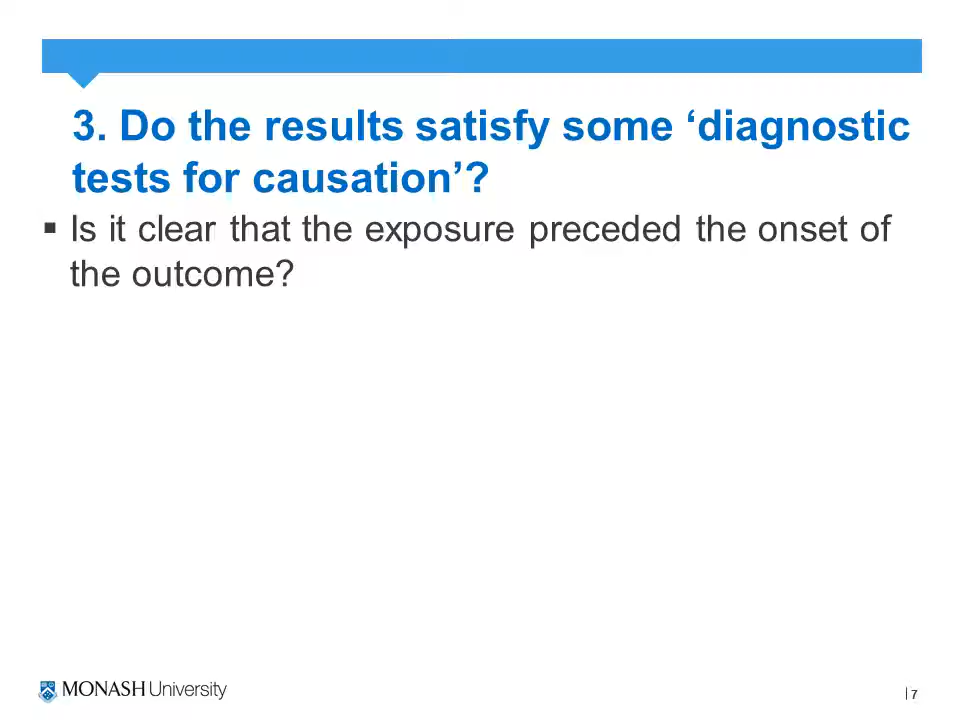 3. Do the results satisfy some ‘diagnostic
tests for causation’?
▪ Is it clear that the exposure preceded the onset of
the outcome?
MONASH University
| 7